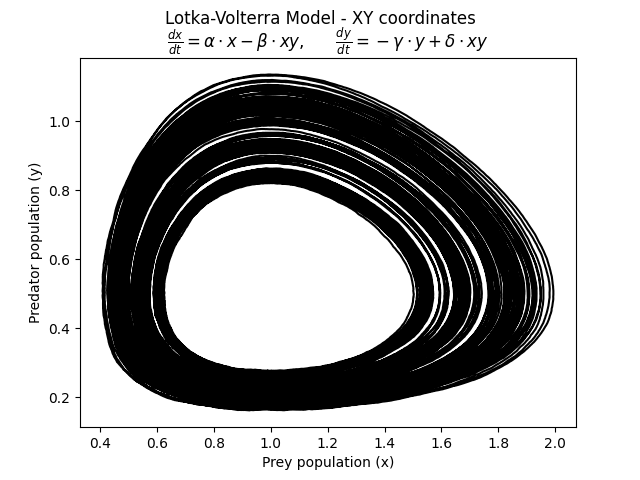 Lotka-Volterra Model - XY coordinates
dx/dt = α · x − β · xy,  dy/dt = −γ · y + δ · xy
1.0
0.8
0.6
0.4
0.2
Predator population (y)
0.4 0.6 0.8 1.0 1.2 1.4 1.6 1.8 2.0
Prey population (x)